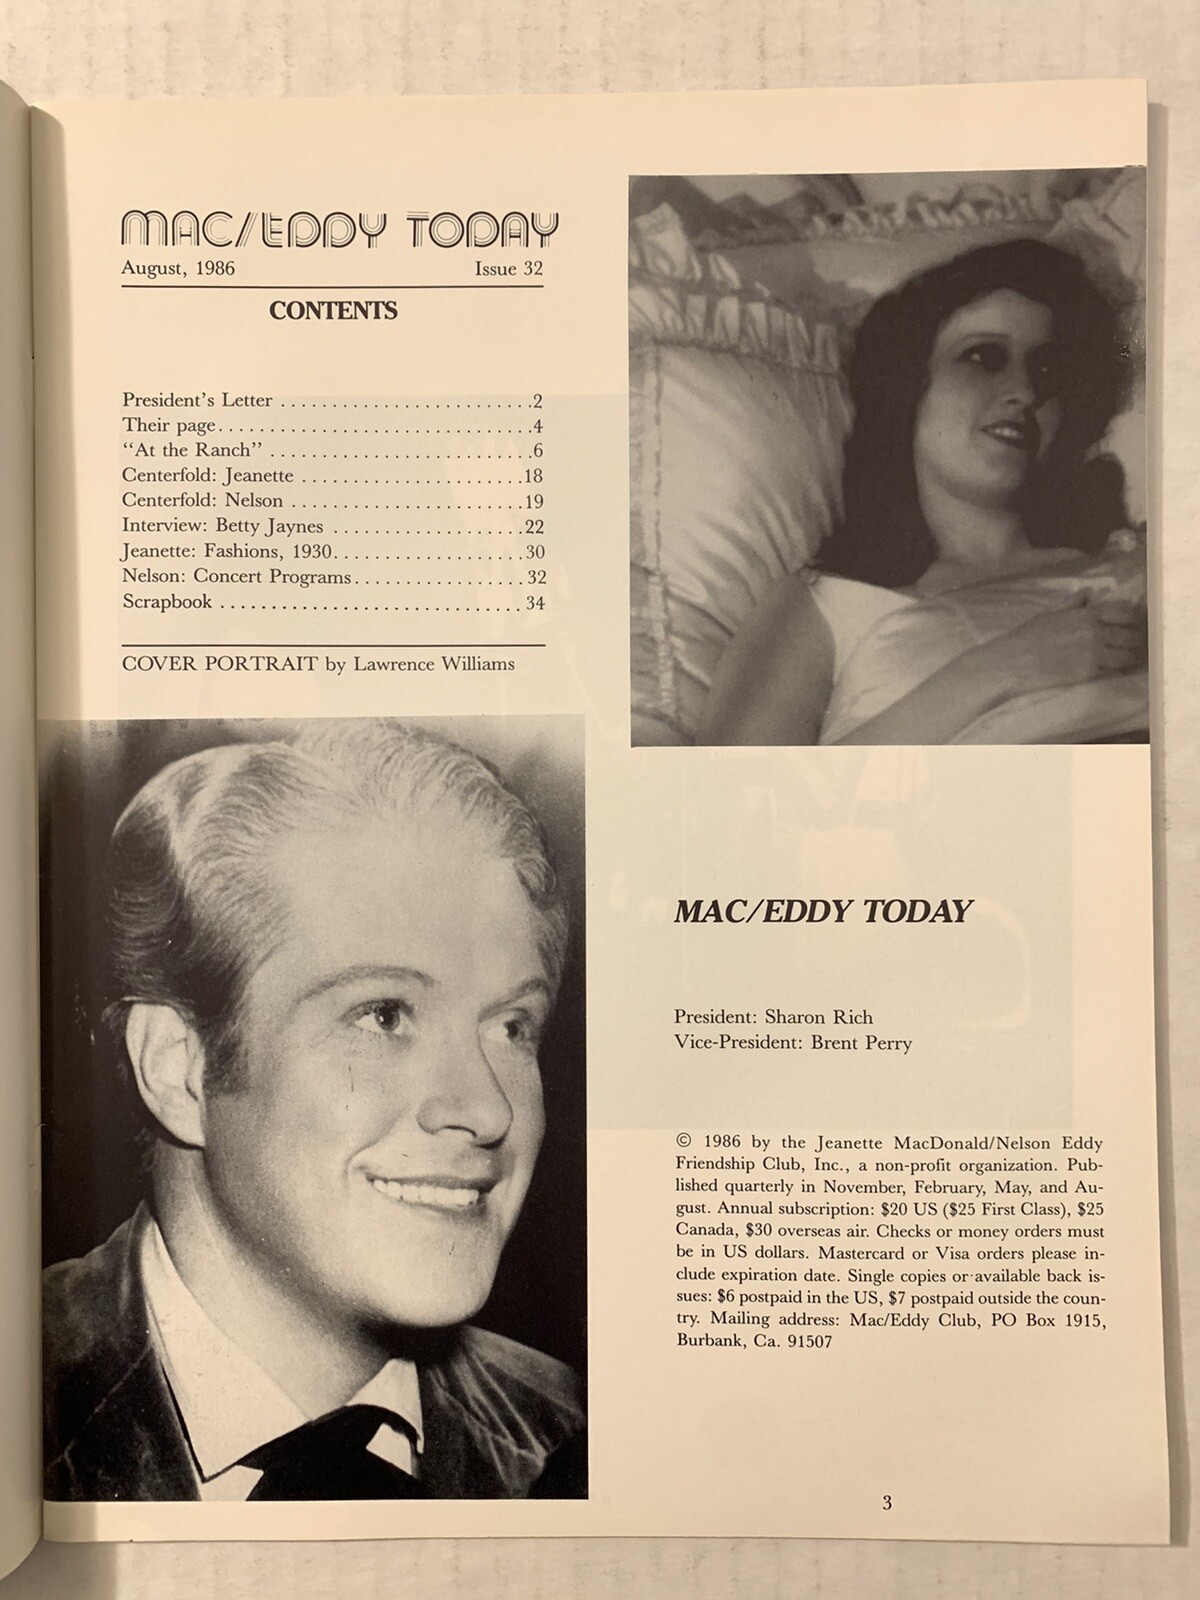 MAC/EDDY TODAY
August, 1986 Issue 32
CONTENTS
President's Letter . . . . . . . . . . . . . . . . . . . . . . . . .2
Their page. . . . . . . . . . . . . . . . . . . . . . . . . . . . . . .4
“At the Ranch” . . . . . . . . . . . . . . . . . . . . . . . . . .6
Centerfold: Jeanette . . . . . . . . . . . . . . . . . . . . . .18
Centerfold: Nelson . . . . . . . . . . . . . . . . . . . . . . .19
Interview: Betty Jaynes . . . . . . . . . . . . . . . . . . .22
Jeanette: Fashions, 1930. . . . . . . . . . . . . . . . . . .30
Nelson: Concert Programs. . . . . . . . . . . . . . . . . 32
Scrapbook . . . . . . . . . . . . . . . . . . . . . . . . . . . . . . 34
COVER PORTRAIT by Lawrence Williams
MAC/EDDY TODAY
President: Sharon Rich
Vice-President: Brent Perry
© 1986 by the Jeanette MacDonald/Nelson Eddy
Friendship Club, Inc., a non-profit organization. Pub-
lished quarterly in November, February, May, and Au-
gust. Annual subscription: $20 US ($25 First Class), $25
Canada, $30 overseas air. Checks or money orders must
be in US dollars. Mastercard or Visa orders please in-
clude expiration date. Single copies or available back is-
sues: $6 postpaid in the US, $7 postpaid outside the coun-
try. Mailing address: Mac/Eddy Club, PO Box 1915,
Burbank, Ca. 91507
3